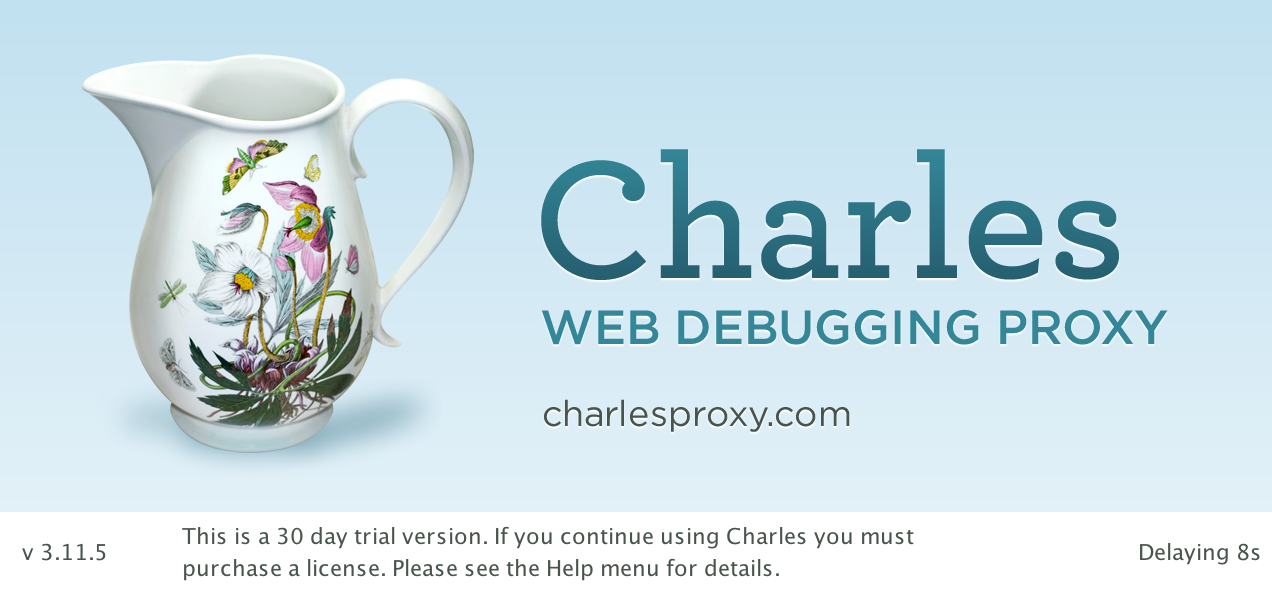 Charles
WEB DEBUGGING PROXY
charlesproxy.com
v 3.11.5
This is a 30 day trial version. If you continue using Charles you must
purchase a license. Please see the Help menu for details.
Delaying 8s